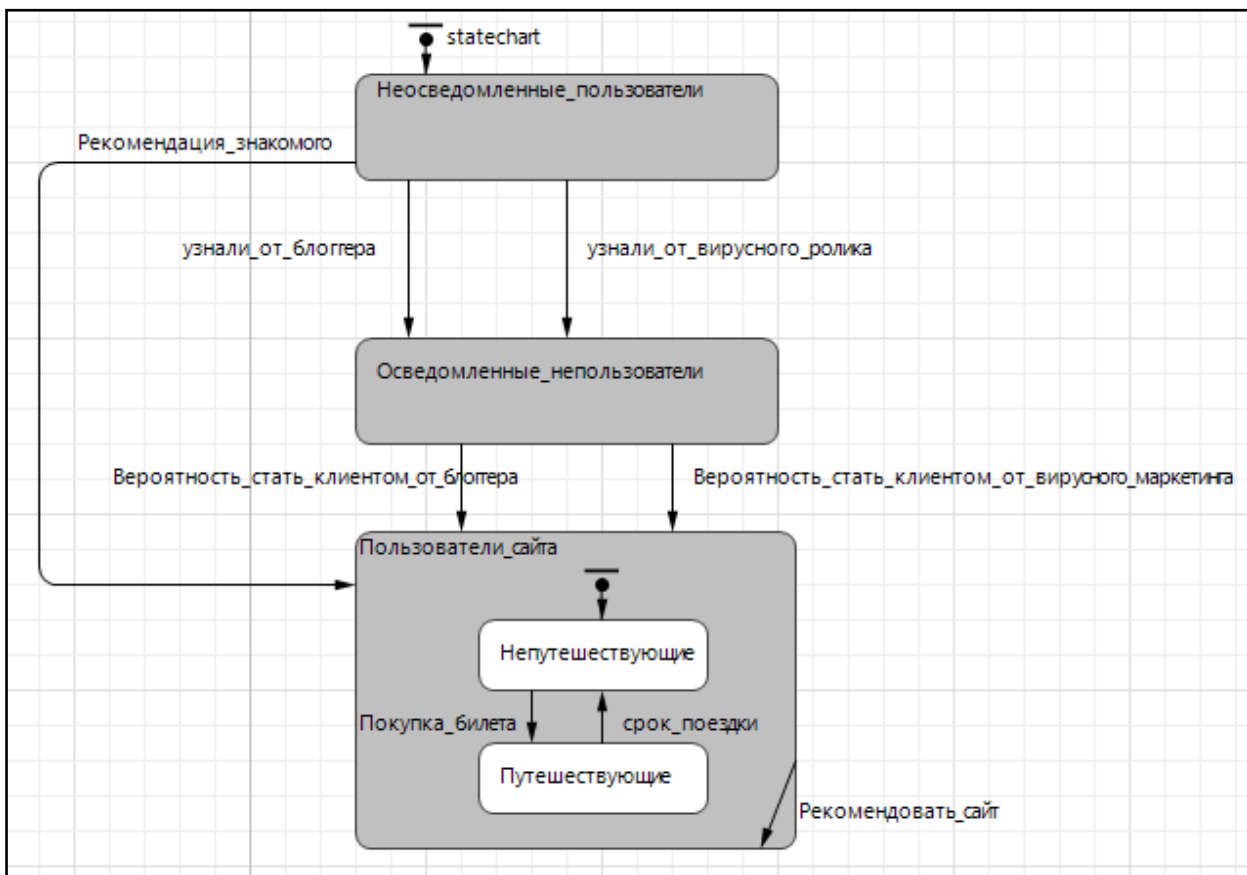 statechart
Неосведомленные_пользователи
Рекомендация_знакомого
узнали_от_блоггера
узнали_от_вирусного_ролика
Осведомленные_непользователи
Вероятность_стать_клиентом_от_блоггера
Вероятность_стать_клиентом_от_вирусного_маркетинга
Пользователи_сайта
Непутешествующие
Покупка_билета
срок_поездки
Путешествующие
Рекомендовать_сайт